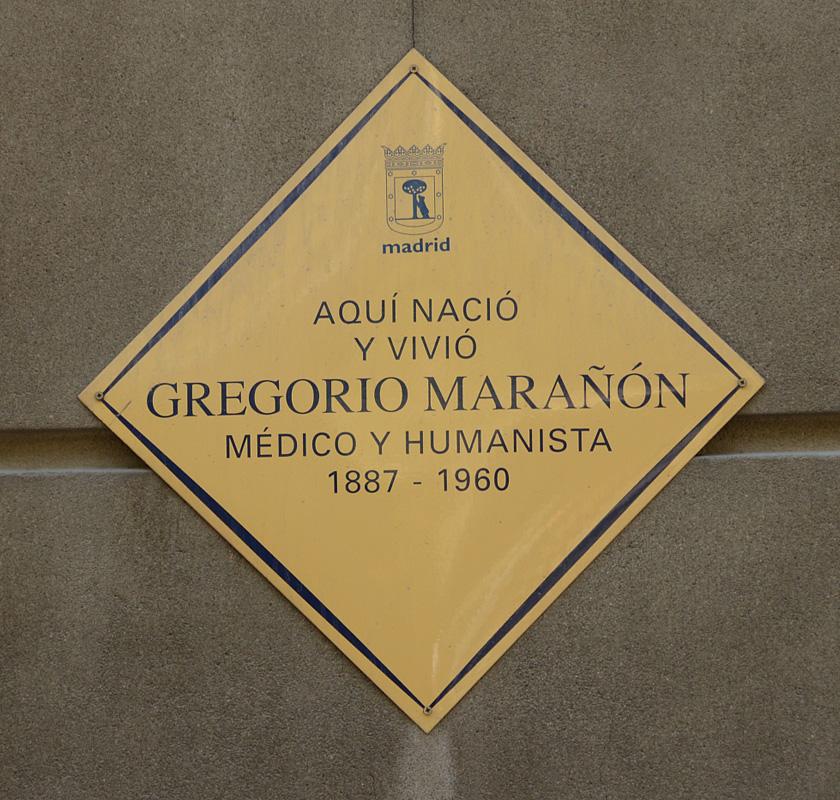 madrid
AQUÍ NACIÓ
Y VIVIÓ
GREGORIO MARAÑÓN
MÉDICO Y HUMANISTA
1887 - 1960